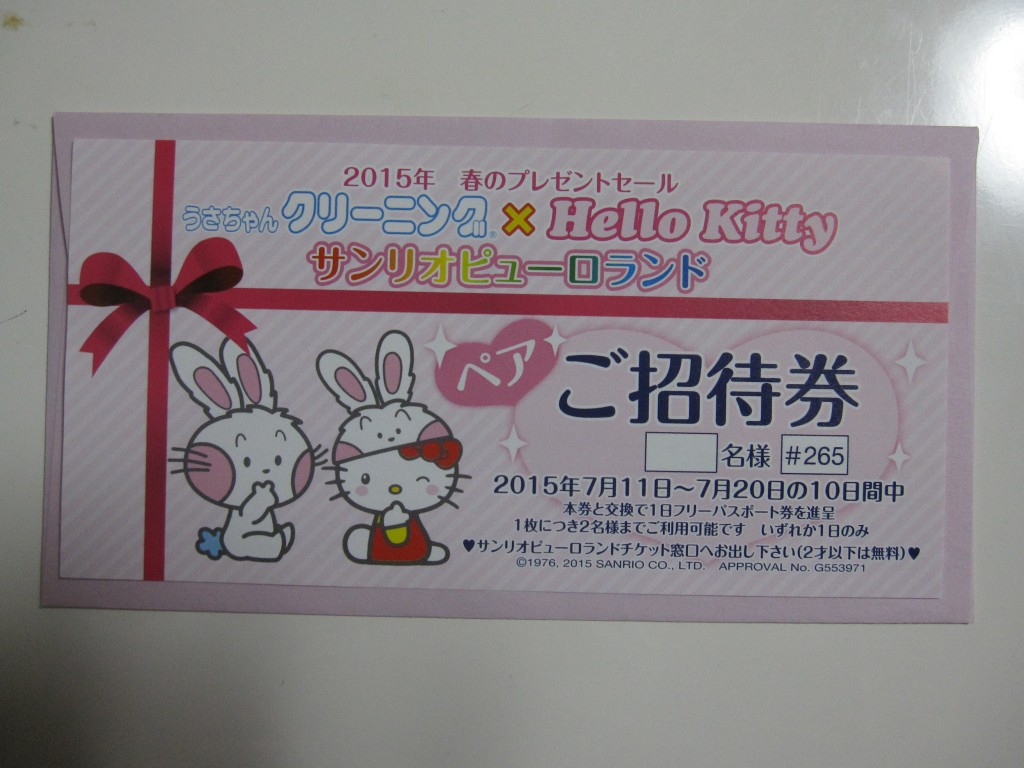 2015年 春のプレゼントセール
うさちゃんクリーニング® × Hello Kitty
サンリオピューロランド
ペア
ご招待券
名様 #265
2015年7月11日～7月20日の10日間中
本券と交換で1日フリーパスポート券を進呈
1枚につき2名様までご利用可能です いずれか1日のみ
♥サンリオピューロランドチケット窓口へお出し下さい(2才以下は無料)♥
©1976, 2015 SANRIO CO., LTD. APPROVAL No. G553971